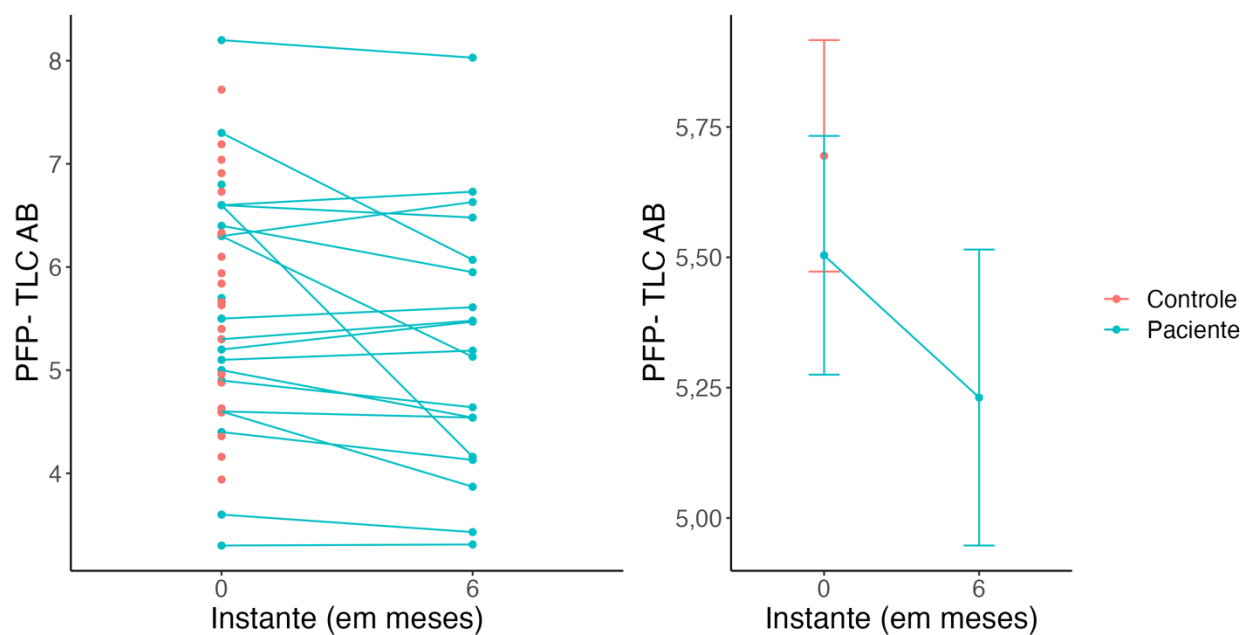 PFP- TLC AB
8
7
6
5
4
0
6
Instante (em meses)
PFP- TLC AB
5,75
5,50
5,25
5,00
0
6
Instante (em meses)
Controle
Paciente